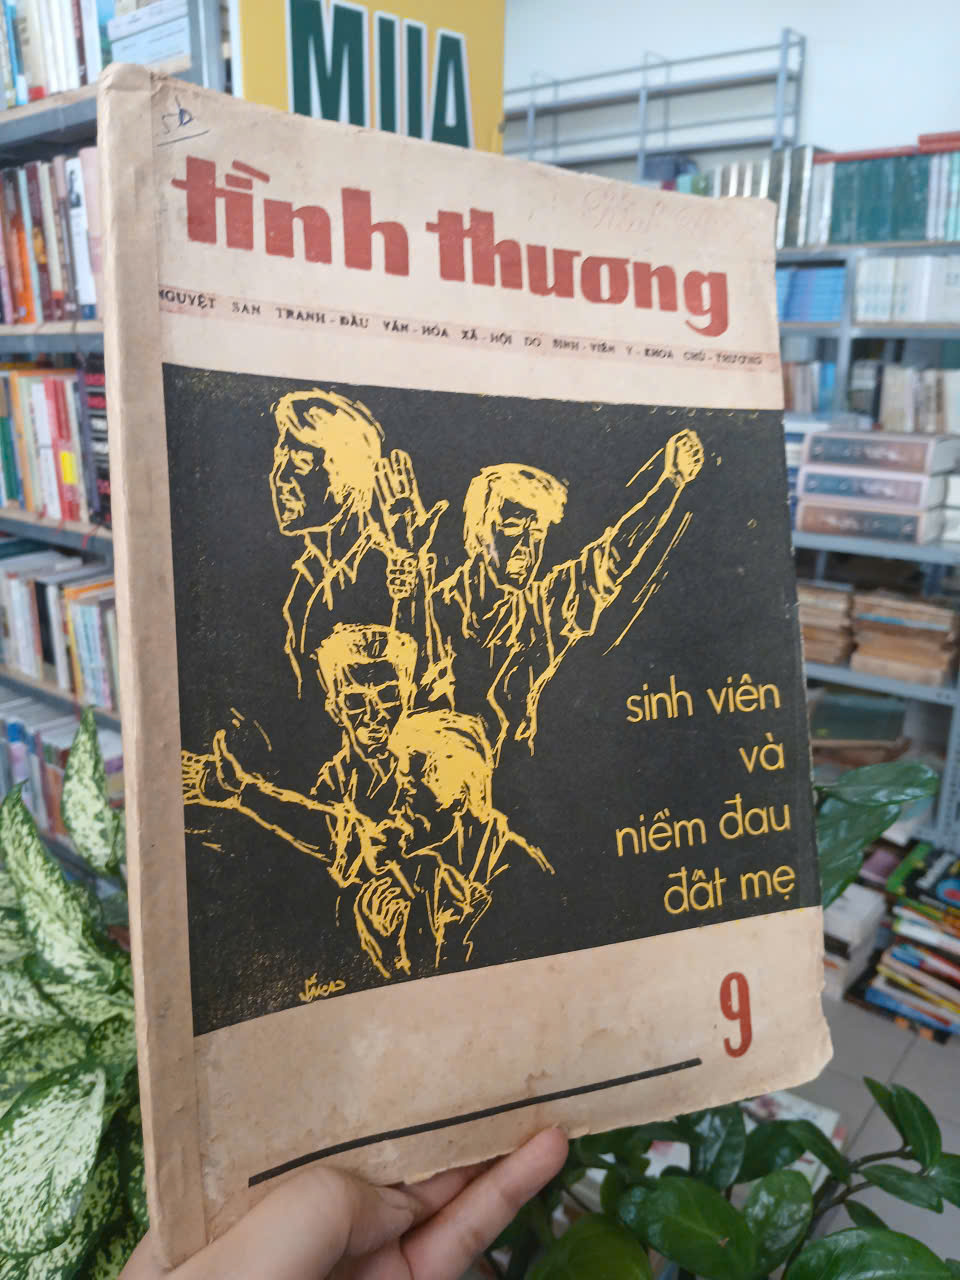 MUA
tình thương
NGUYỆT SAN TRANH-ĐẤU VĂN-HÓA XÃ-HỘI DO SINH-VIÊN Y-KHOA CHỦ-TRƯƠNG
sinh viên
và
niềm đau
đất mẹ
9